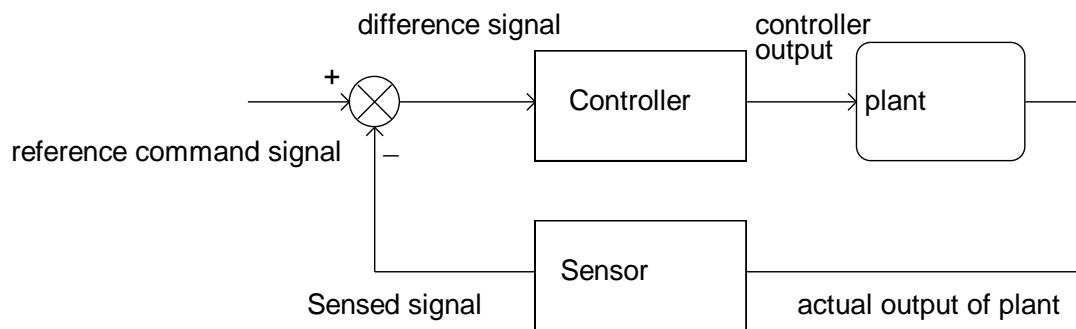 difference signal
controller
output
+
Controller
plant
reference command signal
–
Sensor
Sensed signal
actual output of plant